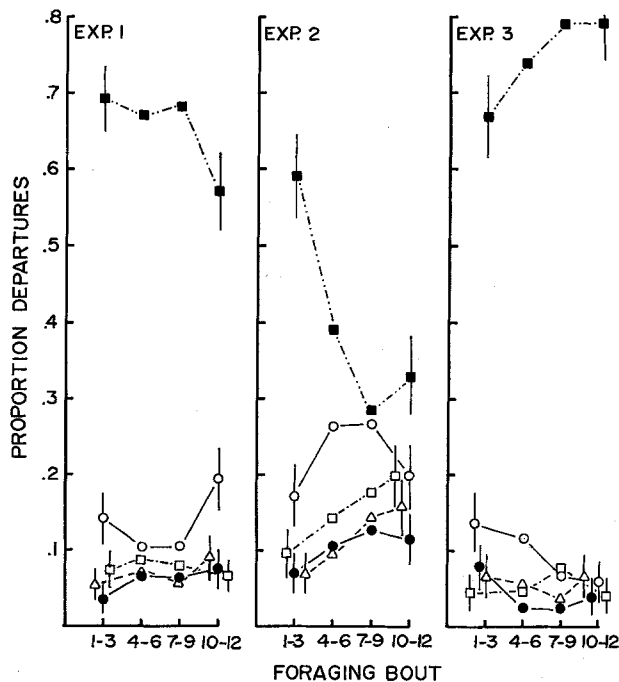 .8
EXP. 1
EXP. 2
EXP. 3
.7
.6
.5
.4
.3
.2
.1
PROPORTION DEPARTURES
1-3 4-6 7-9 10-12
1-3 4-6 7-9 10-12
1-3 4-6 7-9 10-12
FORAGING BOUT